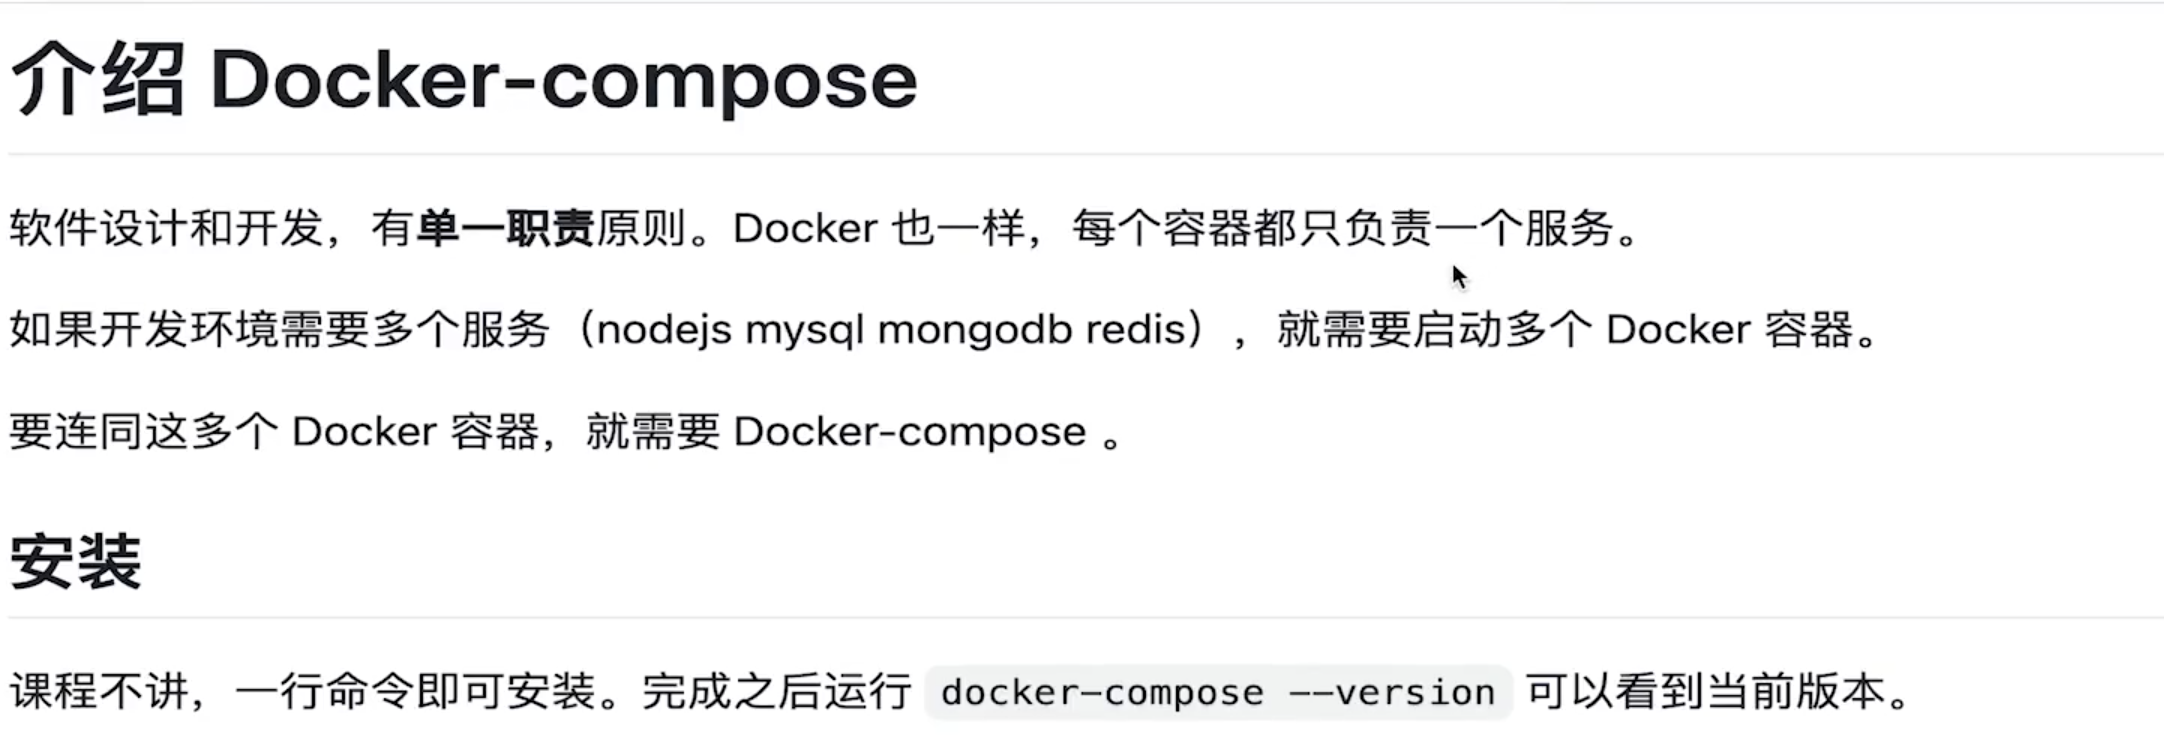 介绍 Docker-compose
软件设计和开发，有单一职责原则。Docker 也一样，每个容器都只负责一个服务。
如果开发环境需要多个服务（nodejs mysql mongodb redis），就需要启动多个 Docker 容器。
要连同这多个 Docker 容器，就需要 Docker-compose 。
安装
课程不讲，一行命令即可安装。完成之后运行 docker-compose --version 可以看到当前版本。